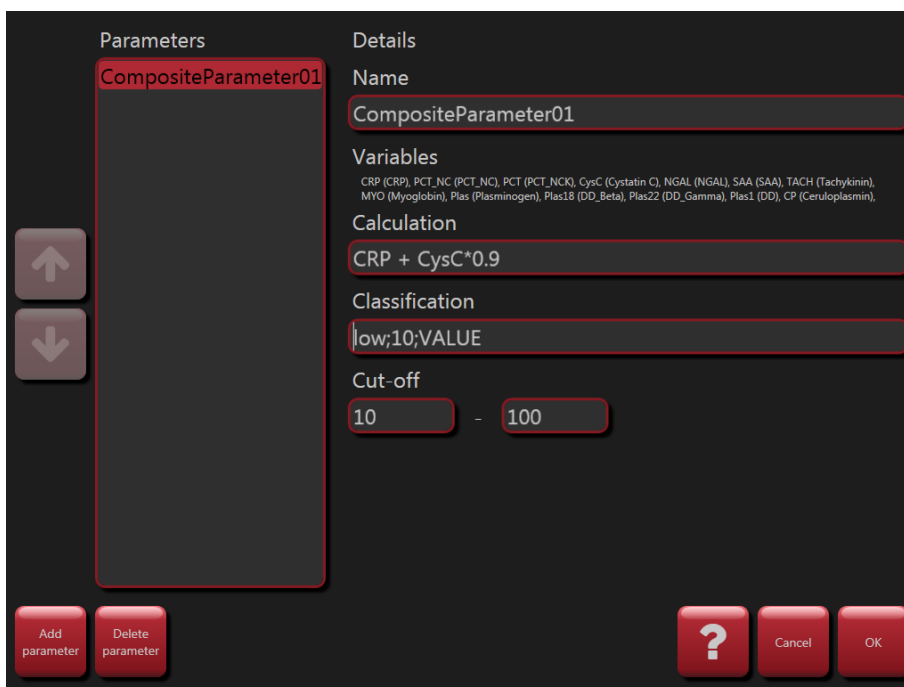 Parameters
CompositeParameter01
Details
Name
CompositeParameter01
Variables
CRP (CRP), PCT_NC (PCT_NC), PCT (PCT_NCK), CysC (Cystatin C), NGAL (NGAL), SAA (SAA), TACH (Tachykinin),
MYO (Myoglobin), Plas (Plasminogen), Plas18 (DD_Beta), Plas22 (DD_Gamma), Plas1 (DD), CP (Ceruloplasmin),
Calculation
CRP + CysC*0.9
Classification
low;10;VALUE
Cut-off
10 - 100
Add
parameter
Delete
parameter
?
Cancel
OK